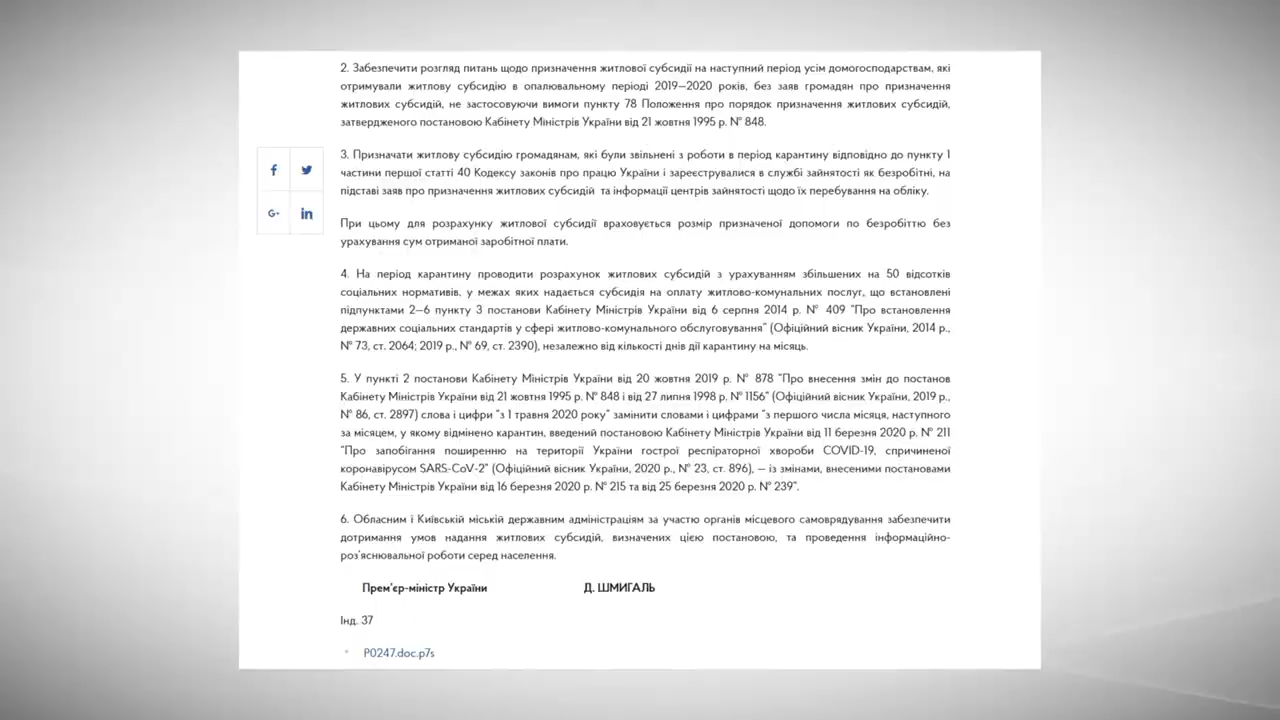 2. Забезпечити розгляд питань щодо призначення житлової субсидії на наступний період усім домогосподарствам, які
отримували житлову субсидію в опалювальному періоді 2019—2020 років, без заяв громадян про призначення
житлових субсидій, не застосовуючи вимоги пункту 78 Положення про порядок призначення житлових субсидій,
затвердженого постановою Кабінету Міністрів України від 21 жовтня 1995 р. № 848.
3. Призначати житлову субсидію громадянам, які були звільнені з роботи в період карантину відповідно до пункту 1
частини першої статті 40 Кодексу законів про працю України і зареєструвалися в службі зайнятості як безробітні, на
підставі заяв про призначення житлових субсидій та інформації центрів зайнятості щодо їх перебування на обліку.
При цьому для розрахунку житлової субсидії враховується розмір призначеної допомоги по безробіттю без
урахування сум отриманої заробітної плати.
4. На період карантину проводити розрахунок житлових субсидій з урахуванням збільшених на 50 відсотків
соціальних нормативів, у межах яких надається субсидія на оплату житлово-комунальних послуг, що встановлені
підпунктами 2—6 пункту 3 постанови Кабінету Міністрів України від 6 серпня 2014 р. № 409 "Про встановлення
державних соціальних стандартів у сфері житлово-комунального обслуговування" (Офіційний вісник України, 2014 р.,
№ 73, ст. 2064; 2019 р., № 69, ст. 2390), незалежно від кількості днів дії карантину на місяць.
5. У пункті 2 постанови Кабінету Міністрів України від 20 жовтня 2019 р. № 878 "Про внесення змін до постанов
Кабінету Міністрів України від 21 жовтня 1995 р. № 848 і від 27 липня 1998 р. № 1156" (Офіційний вісник України, 2019 р.,
№ 86, ст. 2897) слова і цифри "з 1 травня 2020 року" замінити словами і цифрами "з першого числа місяця, наступного
за місяцем, у якому відмінено карантин, введений постановою Кабінету Міністрів України від 11 березня 2020 р. № 211
"Про запобігання поширенню на території України гострої респіраторної хвороби COVID-19, спричиненої
коронавірусом SARS-CoV-2" (Офіційний вісник України, 2020 р., № 23, ст. 896), — із змінами, внесеними постановами
Кабінету Міністрів України від 16 березня 2020 р. № 215 та від 25 березня 2020 р. № 239".
6. Обласним і Київській міській державним адміністраціям за участю органів місцевого самоврядування забезпечити
дотримання умов надання житлових субсидій, визначених цією постановою, та проведення інформаційно-
роз'яснювальної роботи серед населення.
Прем'єр-міністр України Д. ШМИГАЛЬ
Інд. 37
P0247.doc.p7s